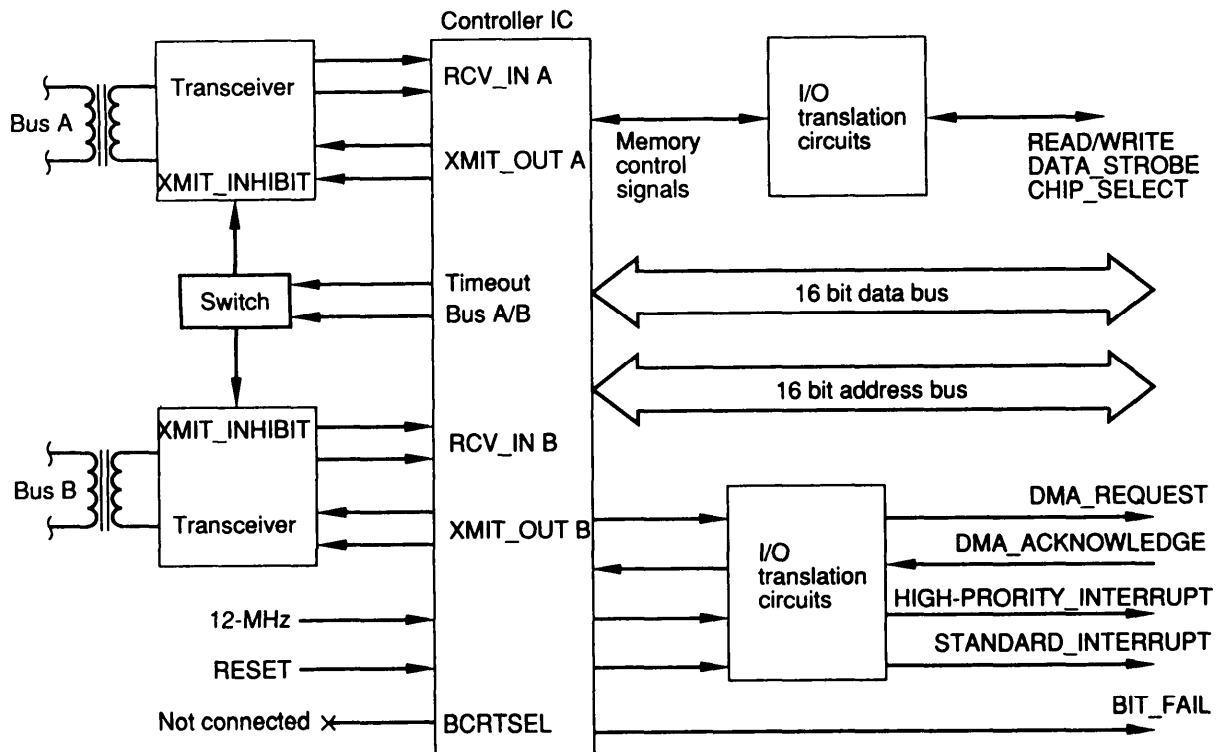 Controller IC
Transceiver
RCV_IN A
Bus A
XMIT_OUT A
XMIT_INHIBIT
I/O
translation
circuits
Memory
control
signals
READ/WRITE
DATA_STROBE
CHIP_SELECT
Timeout
Switch
Bus A/B
16 bit data bus
16 bit address bus
XMIT_INHIBIT
RCV_IN B
Bus B
Transceiver
XMIT_OUT B
I/O
translation
circuits
DMA_REQUEST
DMA_ACKNOWLEDGE
HIGH-PRORITY_INTERRUPT
STANDARD_INTERRUPT
12-MHz
RESET
Not connected
BCRTSEL
BIT_FAIL